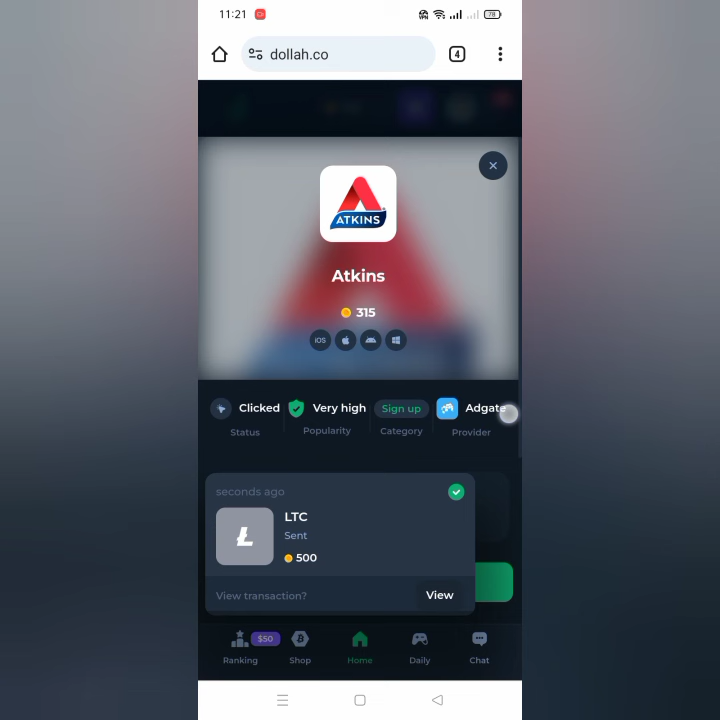 11:21
78
dollah.co
4
ATKINS
Atkins
315
iOS
Clicked
Very high
Sign up
Adgate
Status
Popularity
Category
Provider
seconds ago
LTC
Sent
500
View transaction?
View
$50
Ranking
Shop
Home
Daily
Chat